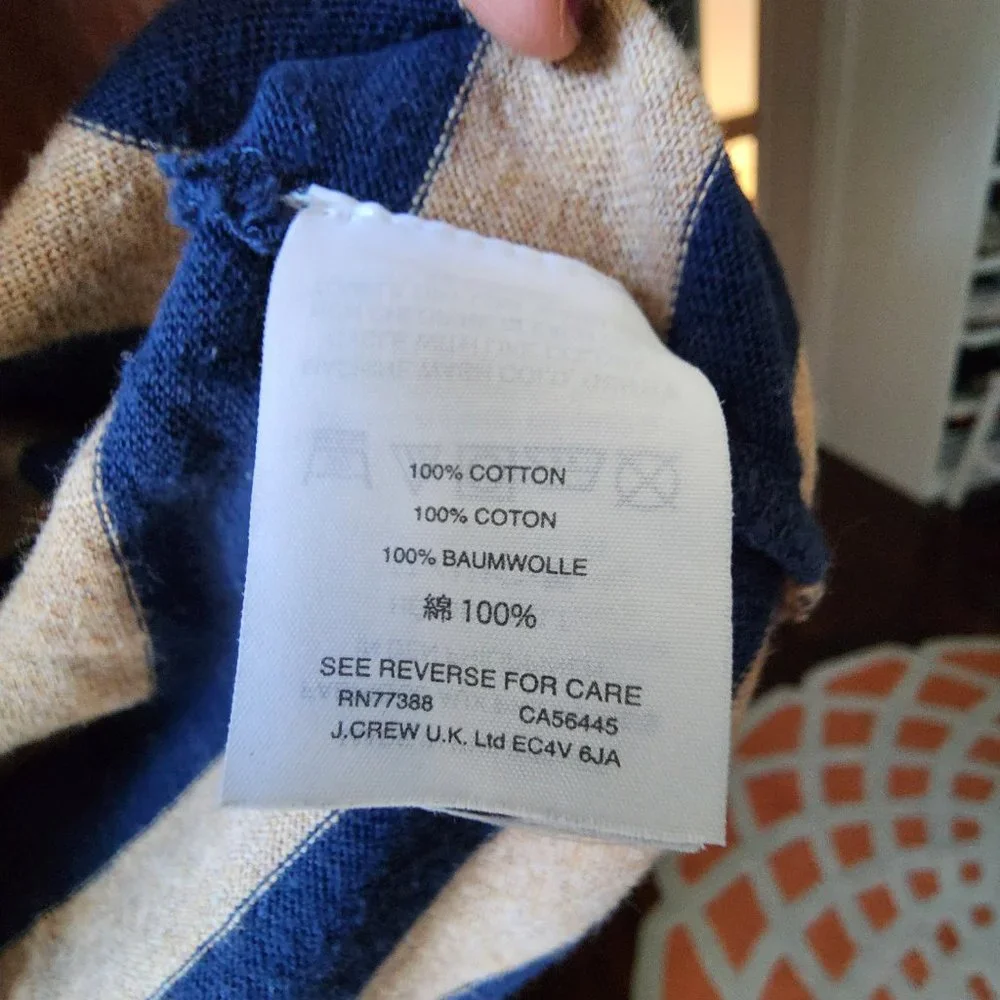 100% COTTON
100% COTON
100% BAUMWOLLE
綿 100%
SEE REVERSE FOR CARE
RN77388 CA56445
J.CREW U.K. Ltd EC4V 6JA